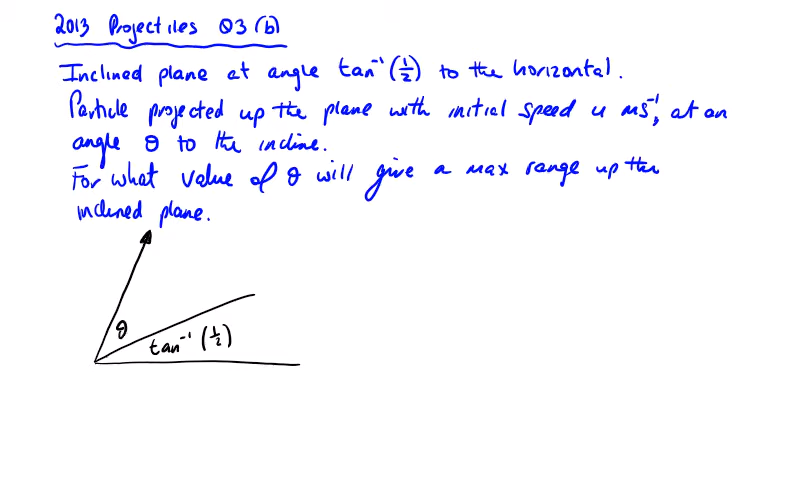 2013 Projectiles Q3 (b)
Inclined plane at angle tan⁻¹(1/2) to the horizontal.
Particle projected up the plane with initial speed u ms⁻¹, at an
angle θ to the incline.
For what value of θ will give a max range up the
inclined plane.
θ
tan⁻¹(1/2)